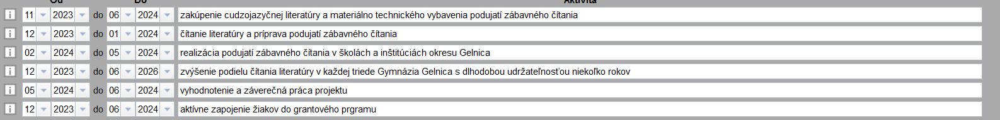 Od Do Aktivita
11 2023 do 06 2024 zakúpenie cudzojazyčnej literatúry a materiálno technického vybavenia podujatí zábavného čítania
12 2023 do 01 2024 čítanie literatúry a príprava podujatí zábavného čítania
02 2024 do 05 2024 realizácia podujatí zábavného čítania v školách a inštitúciách okresu Gelnica
12 2023 do 06 2026 zvýšenie podielu čítania literatúry v každej triede Gymnázia Gelnica s dlhodobou udržateľnosťou niekoľko rokov
05 2024 do 06 2024 vyhodnotenie a záverečná práca projektu
12 2023 do 06 2024 aktívne zapojenie žiakov do grantového prgramu